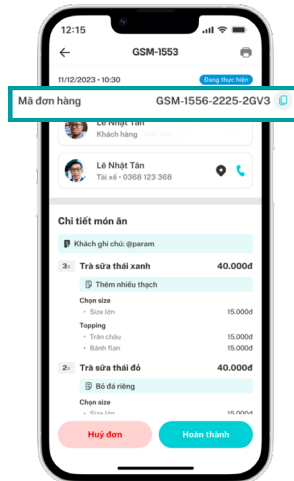 12:15
GSM-1553
11/12/2023 • 10:30 Đang thực hiện
Mã đơn hàng GSM-1556-2225-2GV3
Lê Nhật Tân
Khách hàng
Lê Nhật Tân
Tài xế • 0368 123 368
Chi tiết món ăn
Khách ghi chú: @param
3x Trà sữa thái xanh 40.000đ
Thêm nhiều thạch
Chọn size
• Size lớn 15.000đ
Topping
• Trân châu 15.000đ
• Bánh flan 15.000đ
2x Trà sữa thái đỏ 40.000đ
Bỏ đá riêng
Chọn size
• Size lớn 15.000đ
Huỷ đơn Hoàn thành